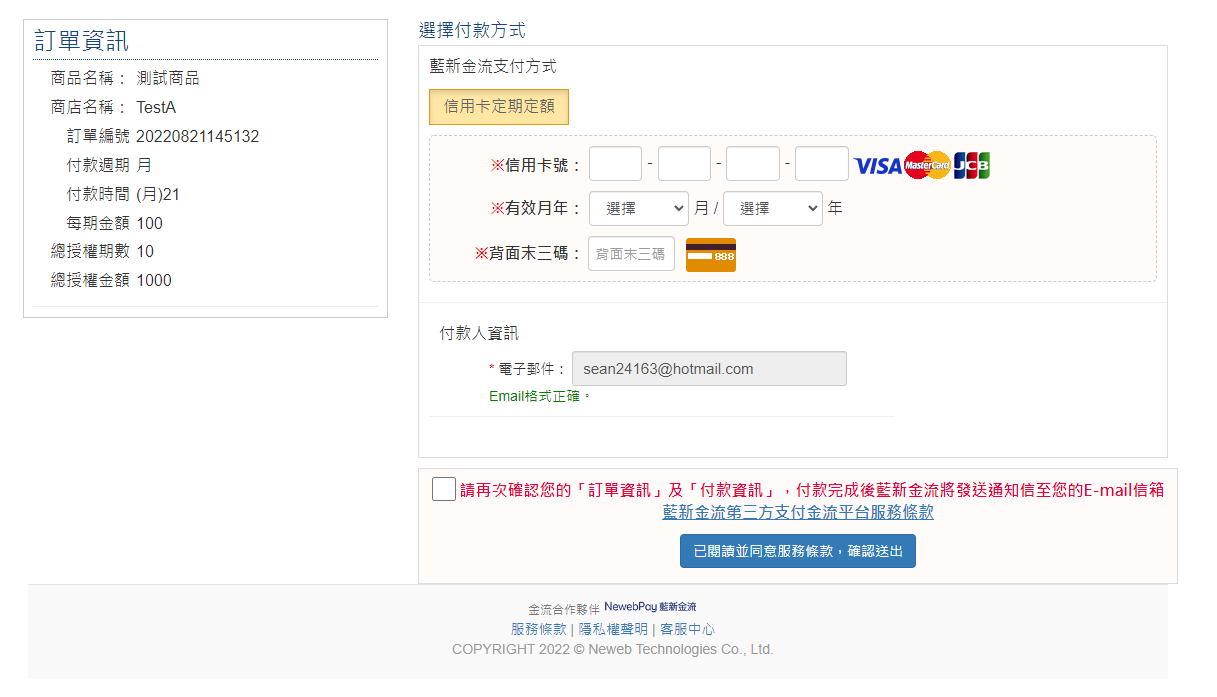 訂單資訊
商品名稱： 測試商品
商店名稱： TestA
訂單編號 20220821145132
付款週期 月
付款時間 (月)21
每期金額 100
總授權期數 10
總授權金額 1000
選擇付款方式
藍新金流支付方式
信用卡定期定額
※信用卡號： - - - VISA MasterCard JCB
※有效月年： 選擇 月 / 選擇 年
※背面末三碼： 背面末三碼 888
付款人資訊
* 電子郵件： sean24163@hotmail.com
Email格式正確。
請再次確認您的「訂單資訊」及「付款資訊」，付款完成後藍新金流將發送通知信至您的E-mail信箱
藍新金流第三方支付金流平台服務條款
已閱讀並同意服務條款，確認送出
金流合作夥伴 NewebPay 藍新金流
服務條款 | 隱私權聲明 | 客服中心
COPYRIGHT 2022 © Neweb Technologies Co., Ltd.